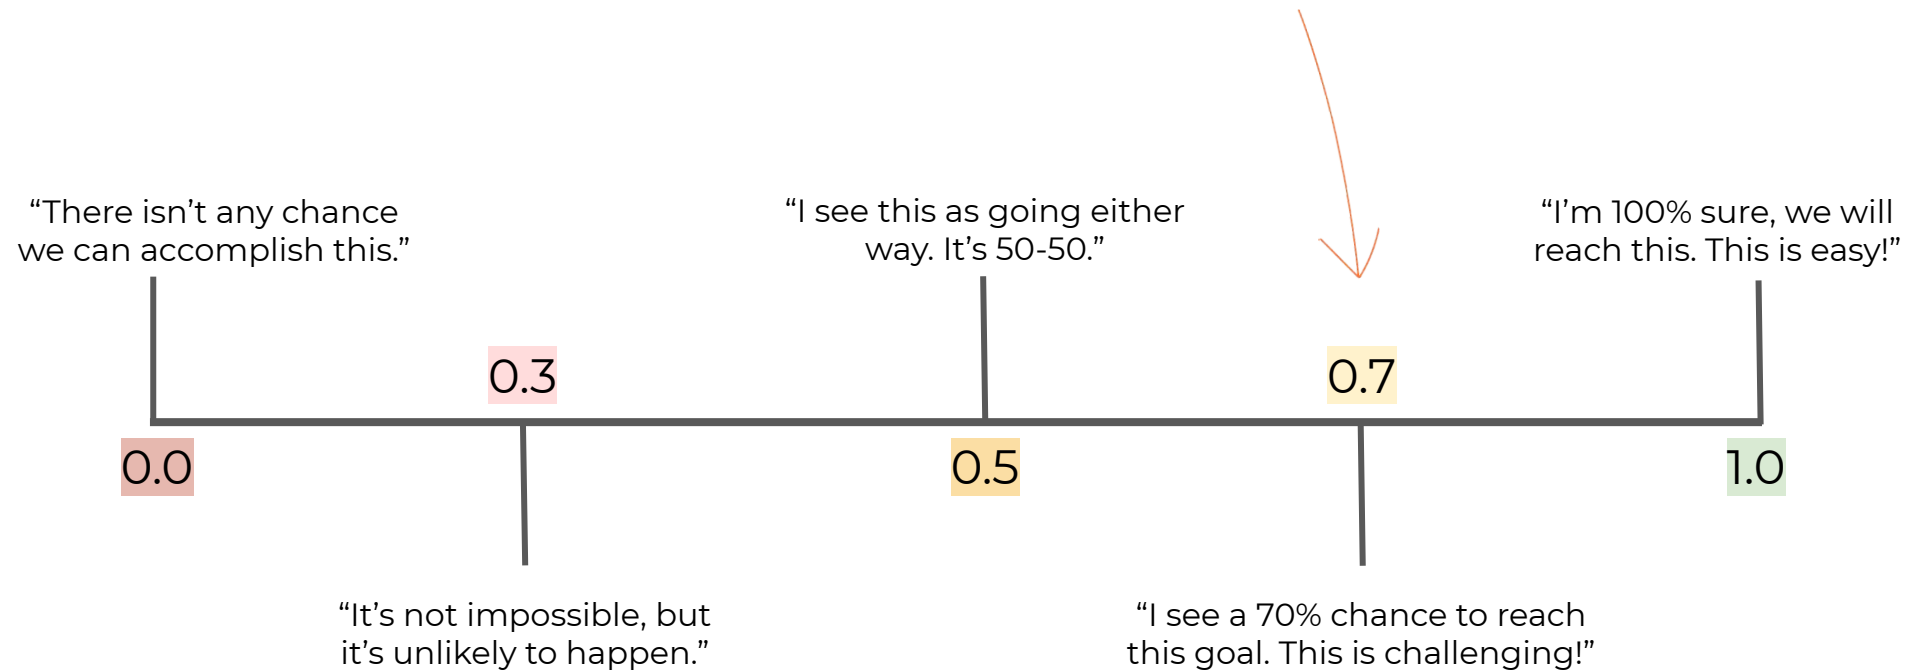 “There isn’t any chance
we can accomplish this.”
“I see this as going either
way. It’s 50-50.”
“I’m 100% sure, we will
reach this. This is easy!”
0.3
0.7
0.0
0.5
1.0
“It’s not impossible, but
it’s unlikely to happen.”
“I see a 70% chance to reach
this goal. This is challenging!”